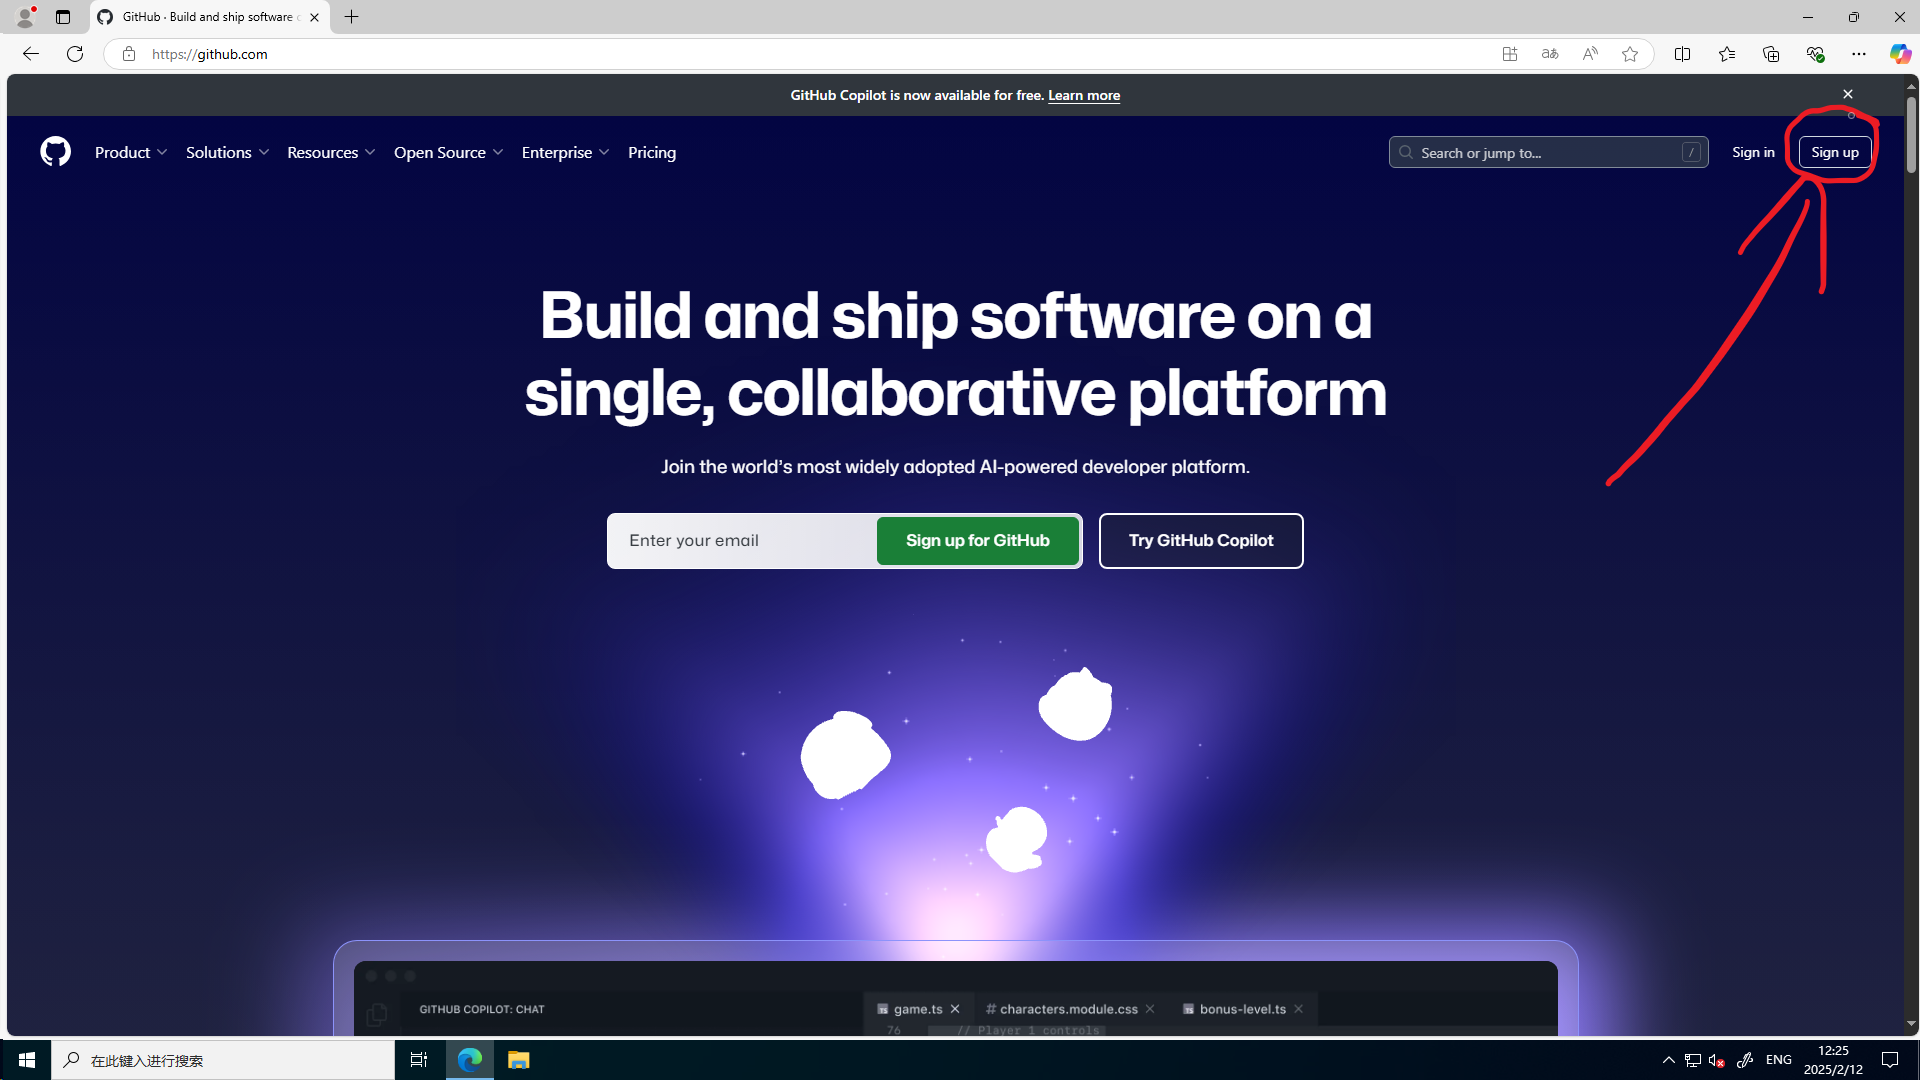 GitHub · Build and ship software
https://github.com
GitHub Copilot is now available for free. Learn more
Product Solutions Resources Open Source Enterprise Pricing Search or jump to... / Sign in Sign up
Build and ship software on a
single, collaborative platform
Join the world's most widely adopted AI-powered developer platform.
Enter your email Sign up for GitHub Try GitHub Copilot
GITHUB COPILOT: CHAT game.ts # characters.module.css bonus-level.ts
76 // Player 1 controls
在此键入进行搜索 ENG 12:25
2025/2/12